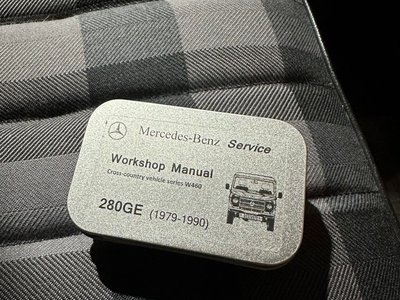 Mercedes-Benz Service
Workshop Manual
Cross-country vehicle series W460
280GE (1979-1990)